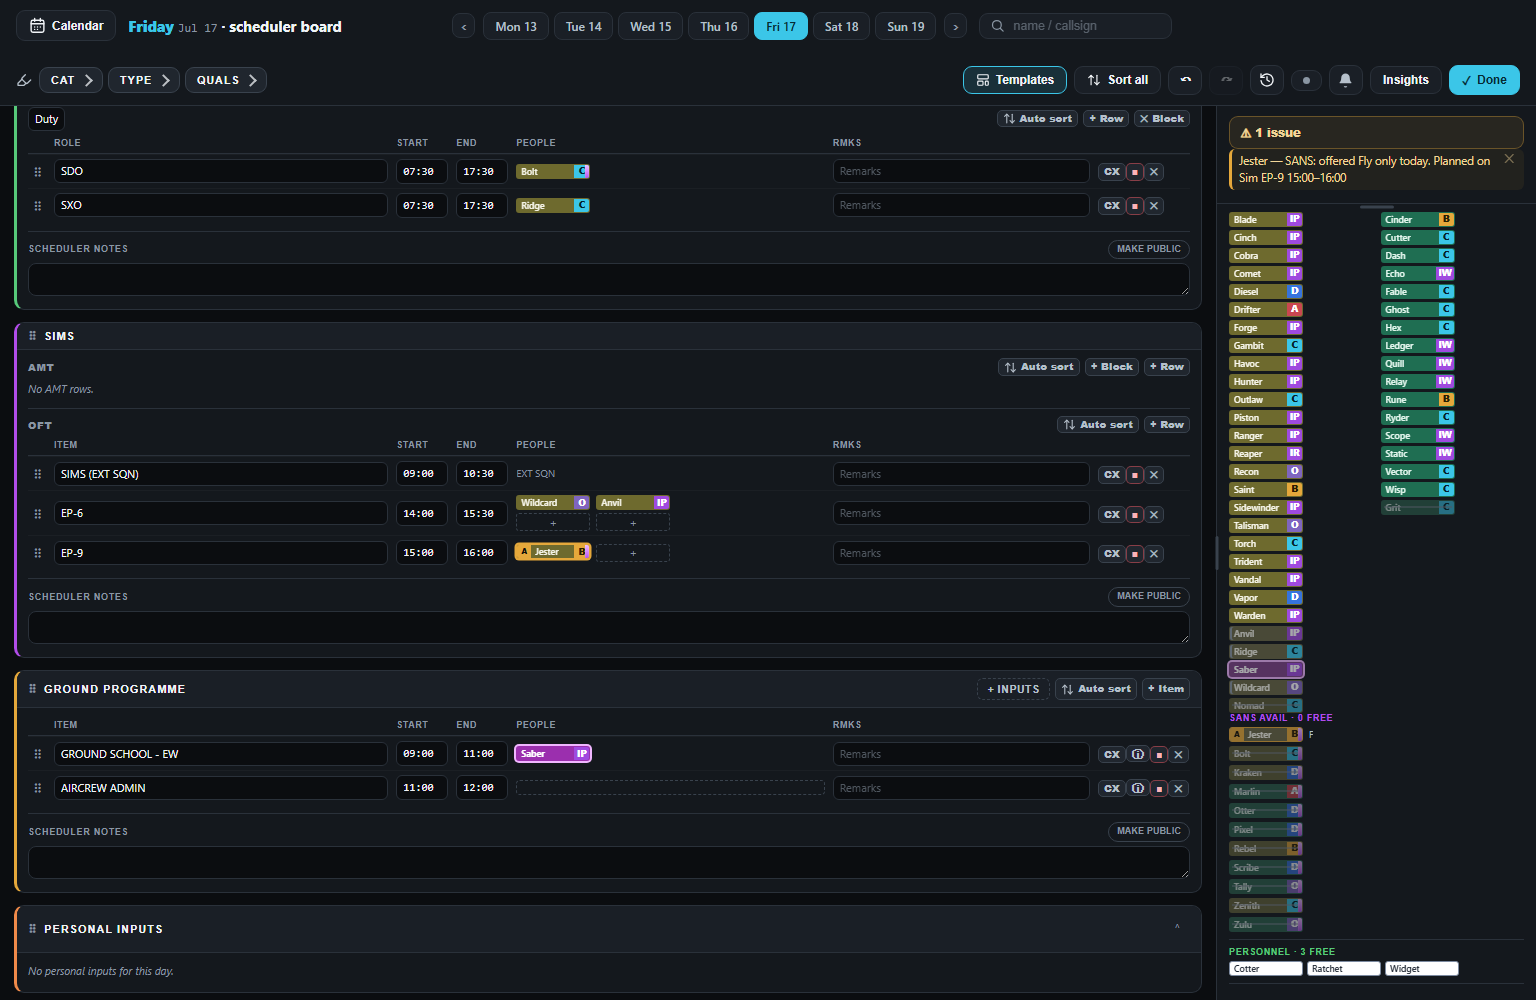 Calendar
Friday Jul 17 · scheduler board
‹
Mon 13
Tue 14
Wed 15
Thu 16
Fri 17
Sat 18
Sun 19
›
name / callsign
CAT
TYPE
QUALS
Templates
Sort all
Insights
✓ Done
Duty
Auto sort
+ Row
✕ Block
ROLE START END PEOPLE RMKS
SDO 07:30 17:30 Bolt C Remarks CX
SXO 07:30 17:30 Ridge C Remarks CX
SCHEDULER NOTES
MAKE PUBLIC
SIMS
AMT
Auto sort
+ Block
+ Row
No AMT rows.
OFT
Auto sort
+ Row
ITEM START END PEOPLE RMKS
SIMS (EXT SQN) 09:00 10:30 EXT SQN Remarks CX
EP-6 14:00 15:30 Wildcard O Anvil IP + + Remarks CX
EP-9 15:00 16:00 A Jester B + Remarks CX
SCHEDULER NOTES
MAKE PUBLIC
GROUND PROGRAMME
+ INPUTS
Auto sort
+ Item
ITEM START END PEOPLE RMKS
GROUND SCHOOL - EW 09:00 11:00 Saber IP Remarks CX
AIRCREW ADMIN 11:00 12:00 Remarks CX
SCHEDULER NOTES
MAKE PUBLIC
PERSONAL INPUTS
No personal inputs for this day.
⚠ 1 issue
Jester — SANS: offered Fly only today. Planned on
Sim EP-9 15:00–16:00
Blade IP
Cinch IP
Cobra IP
Comet IP
Diesel D
Drifter A
Forge IP
Gambit C
Havoc IP
Hunter IP
Outlaw C
Piston IP
Ranger IP
Reaper IR
Recon O
Saint B
Sidewinder IP
Talisman O
Torch C
Trident IP
Vandal IP
Vapor D
Warden IP
Anvil IP
Ridge C
Saber IP
Wildcard O
Nomad C
Cinder B
Cutter C
Dash C
Echo IW
Fable C
Ghost C
Hex C
Ledger IW
Quill IW
Relay IW
Rune B
Ryder C
Scope IW
Static IW
Vector C
Wisp C
Grit C
SANS AVAIL · 0 FREE
A Jester B F
Bolt C
Kraken D
Marlin A
Otter D
Pixel D
Rebel B
Scribe D
Tally O
Zenith C
Zulu O
PERSONNEL · 3 FREE
Cotter
Ratchet
Widget